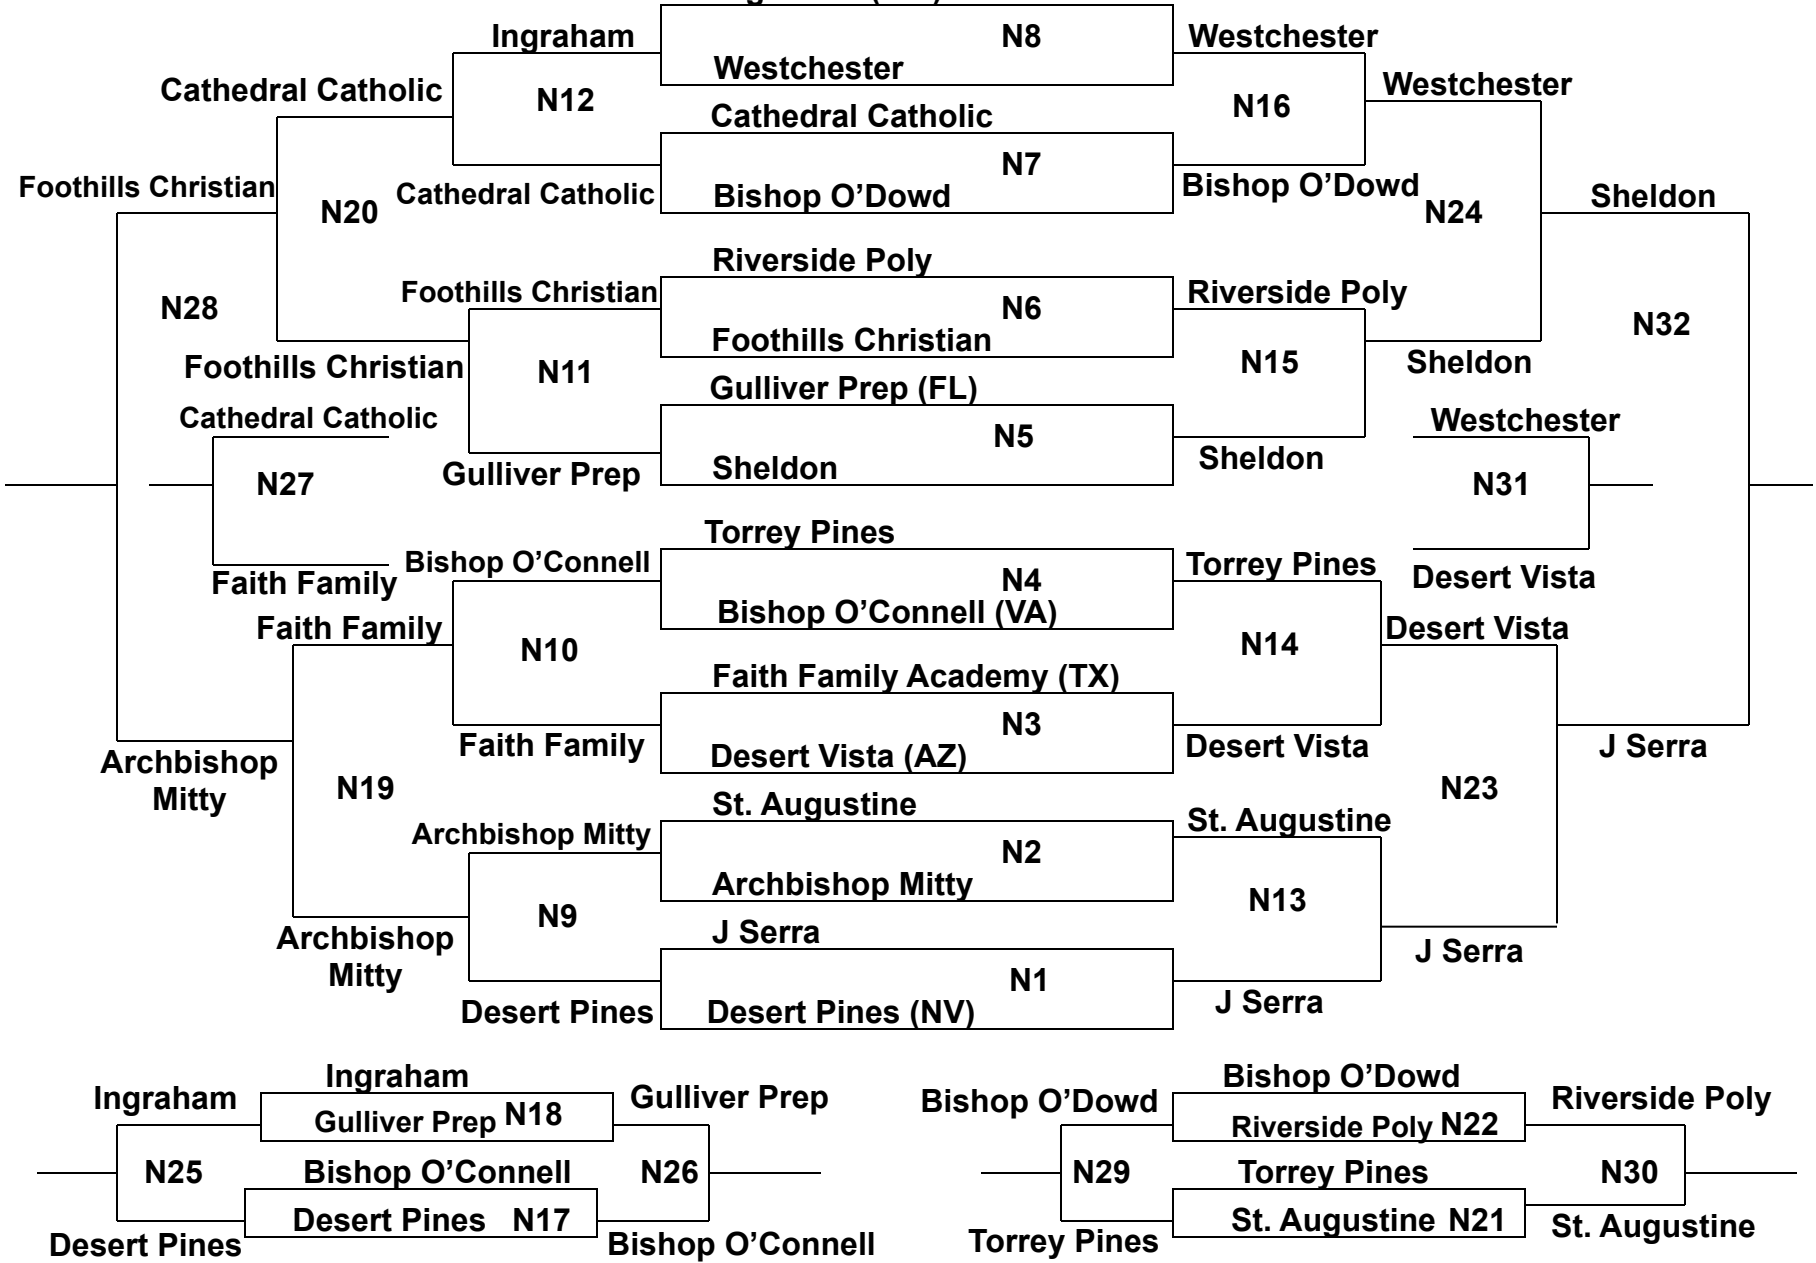 Ingraham
N8
Westchester
Cathedral Catholic
Westchester
Westchester
N12
N16
Cathedral Catholic
Foothills Christian
N7
Cathedral Catholic
Bishop O'Dowd
Bishop O'Dowd
Sheldon
N20
N24
Riverside Poly
Foothills Christian
Riverside Poly
N28
N6
N32
Foothills Christian
Foothills Christian
N11
N15
Sheldon
Gulliver Prep (FL)
Cathedral Catholic
Westchester
N5
Gulliver Prep
Sheldon
Sheldon
N27
N31
Torrey Pines
Bishop O'Connell
Torrey Pines
Faith Family
N4
Desert Vista
Bishop O'Connell (VA)
Faith Family
Desert Vista
N10
N14
Faith Family Academy (TX)
N3
Faith Family
Desert Vista
J Serra
Archbishop
Mitty
Desert Vista (AZ)
N19
N23
St. Augustine
Archbishop Mitty
St. Augustine
N2
Archbishop Mitty
N9
N13
J Serra
Archbishop
Mitty
J Serra
N1
Desert Pines
Desert Pines (NV)
J Serra
Ingraham
Ingraham
Gulliver Prep
Gulliver Prep N18
N25
Bishop O'Connell
N26
Desert Pines N17
Desert Pines
Bishop O'Connell
Bishop O'Dowd
Bishop O'Dowd
Riverside Poly
Riverside Poly N22
N29
Torrey Pines
N30
St. Augustine N21
Torrey Pines
St. Augustine